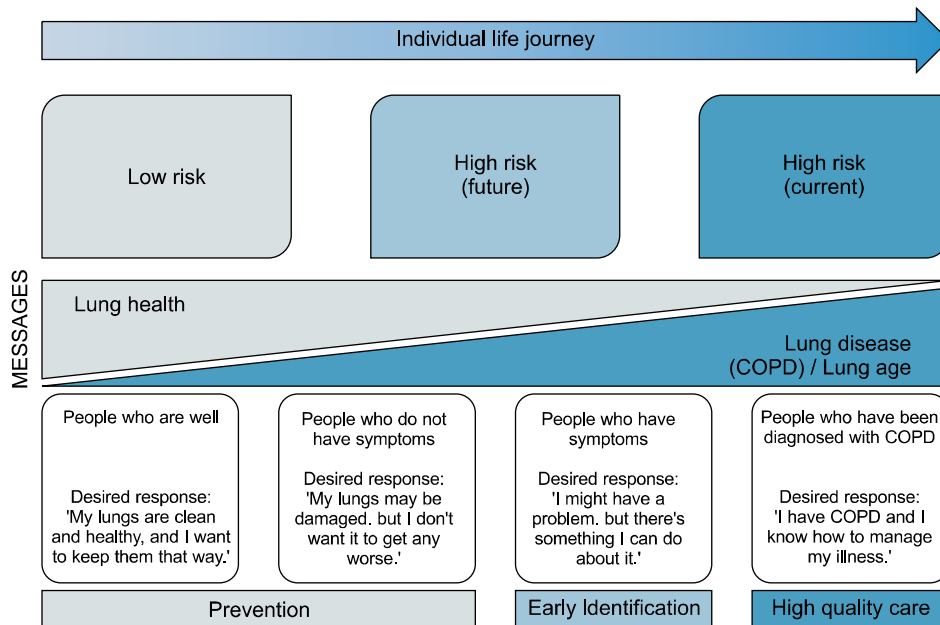 Individual life journey
Low risk
High risk
(future)
High risk
(current)
MESSAGES
Lung health
Lung disease
(COPD) / Lung age
People who are well
Desired response:
'My lungs are clean
and healthy, and I want
to keep them that way.'
People who do not
have symptoms
Desired response:
'My lungs may be
damaged. but I don't
want it to get any
worse.'
People who have
symptoms
Desired response:
'I might have a
problem. but there's
something I can do
about it.'
People who have been
diagnosed with COPD
Desired response:
'I have COPD and I
know how to manage
my illness.'
Prevention
Early Identification
High quality care